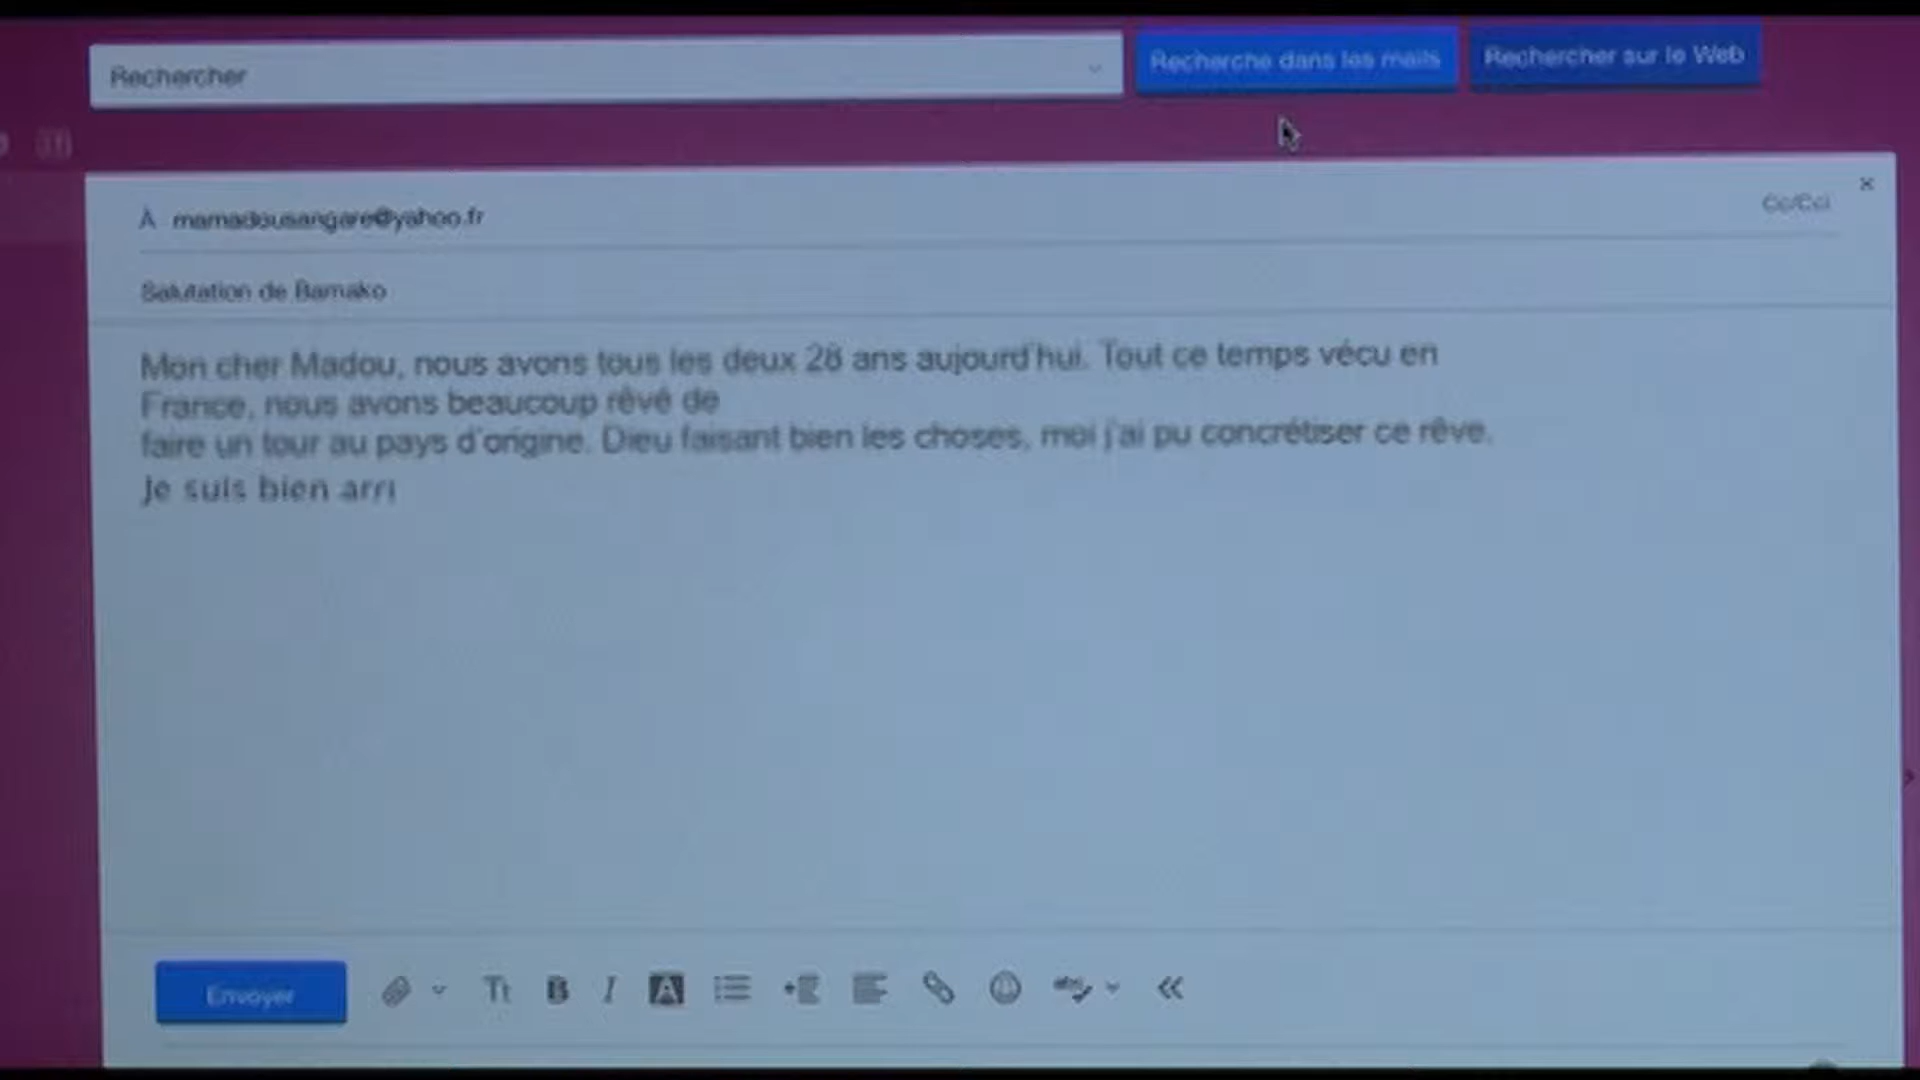 Rechercher
Recherche dans les mails
Rechercher sur le Web
À mamadousangare@yahoo.fr
Cc/Cci
Salutation de Bamako
Mon cher Madou, nous avons tous les deux 28 ans aujourd'hui. Tout ce temps vécu en
France, nous avons beaucoup rêvé de
faire un tour au pays d'origine. Dieu faisant bien les choses, moi j'ai pu concrétiser ce rêve.
Je suis bien arri
Envoyer